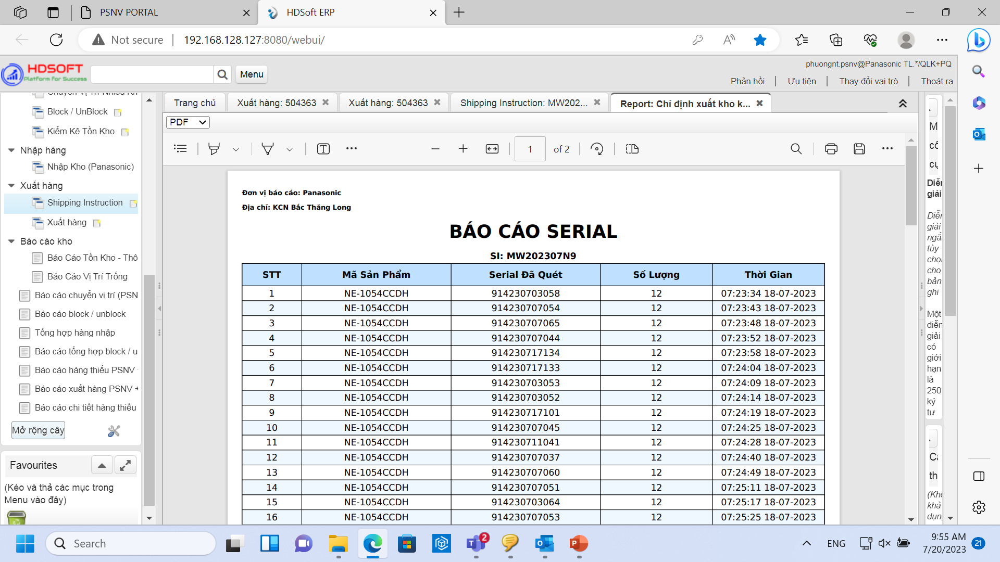 PSNV PORTAL
HDSoft ERP
Not secure
192.168.128.127:8080/webui/
HDSOFT
Platform for Success
Menu
phuongnt.psnv@Panasonic TL.*/QLK+PQ
Phản hồi
Ưu tiên
Thay đổi vai trò
Thoát ra
Block / UnBlock
Kiểm Kê Tồn Kho
Nhập hàng
Nhập Kho (Panasonic)
Xuất hàng
Shipping Instruction
Xuất hàng
Báo cáo kho
Báo Cáo Tồn Kho - Thô
Báo Cáo Vị Trí Trống
Báo cáo chuyển vị trí (PSN
Báo cáo block / unblock
Tổng hợp hàng nhập
Báo cáo tổng hợp block / u
Báo cáo hàng thiếu PSNV
Báo cáo xuất hàng PSNV +
Báo cáo chi tiết hàng thiếu
Mở rộng cây
Favourites
(Kéo và thả các mục trong
Menu vào đây)
Trang chủ
Xuất hàng: 504363
Xuất hàng: 504363
Shipping Instruction: MW202...
Report: Chỉ định xuất kho k...
PDF
1
of 2
Đơn vị báo cáo: Panasonic
Địa chỉ: KCN Bắc Thăng Long
BÁO CÁO SERIAL
SI: MW202307N9
STT Mã Sản Phẩm Serial Đã Quét Số Lượng Thời Gian
1 NE-1054CCDH 914230703058 12 07:23:34 18-07-2023
2 NE-1054CCDH 914230707054 12 07:23:43 18-07-2023
3 NE-1054CCDH 914230707065 12 07:23:48 18-07-2023
4 NE-1054CCDH 914230707044 12 07:23:52 18-07-2023
5 NE-1054CCDH 914230717134 12 07:23:58 18-07-2023
6 NE-1054CCDH 914230717133 12 07:24:04 18-07-2023
7 NE-1054CCDH 914230703053 12 07:24:09 18-07-2023
8 NE-1054CCDH 914230703052 12 07:24:14 18-07-2023
9 NE-1054CCDH 914230717101 12 07:24:19 18-07-2023
10 NE-1054CCDH 914230707045 12 07:24:25 18-07-2023
11 NE-1054CCDH 914230711041 12 07:24:28 18-07-2023
12 NE-1054CCDH 914230707037 12 07:24:40 18-07-2023
13 NE-1054CCDH 914230707060 12 07:24:49 18-07-2023
14 NE-1054CCDH 914230707051 12 07:25:11 18-07-2023
15 NE-1054CCDH 914230703064 12 07:25:17 18-07-2023
16 NE-1054CCDH 914230707053 12 07:25:25 18-07-2023
M
cụ
Diễn
giải
Diễn
giải
ngắ
tùy
chọ
cho
bản
ghi
Một
diễn
giải
có
giới
hạn
là
250
ký
tự
th
khả
dụng
Search
2
ENG
9:55 AM
7/20/2023
21